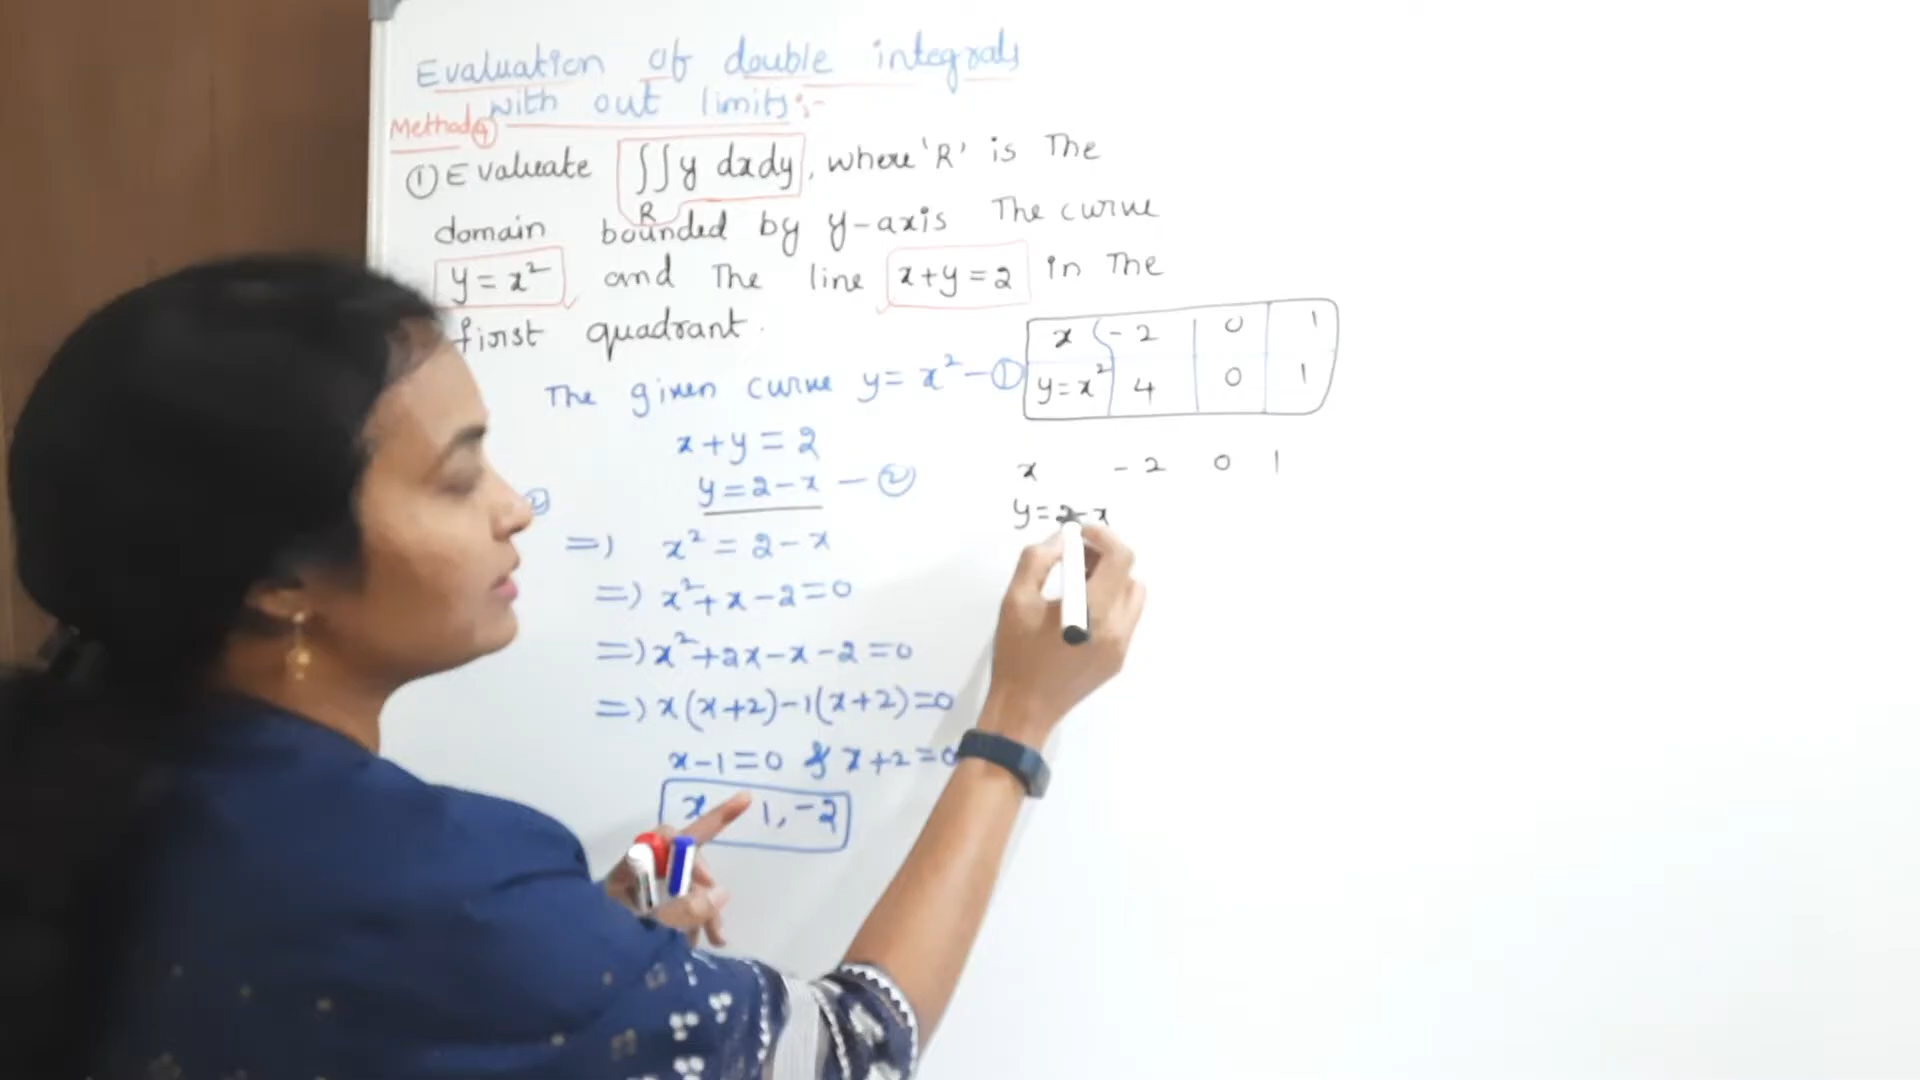 Evaluation of double integrals
with out limits:-
Method ④
① Evaluate ∬ y dxdy, where 'R' is The
R
domain bounded by y-axis The curve
y = x² and The line x+y=2 in The
first quadrant.
The given curve y = x² - ①
x+y = 2
y = 2-x - ②
②
=) x² = 2-x
=) x²+x-2=0
=) x²+2x-x-2=0
=) x(x+2)-1(x+2)=0
x-1=0 & x+2=0
x 1, -2
x -2 0 1
y=x² 4 0 1
x -2 0 1
y=2-x